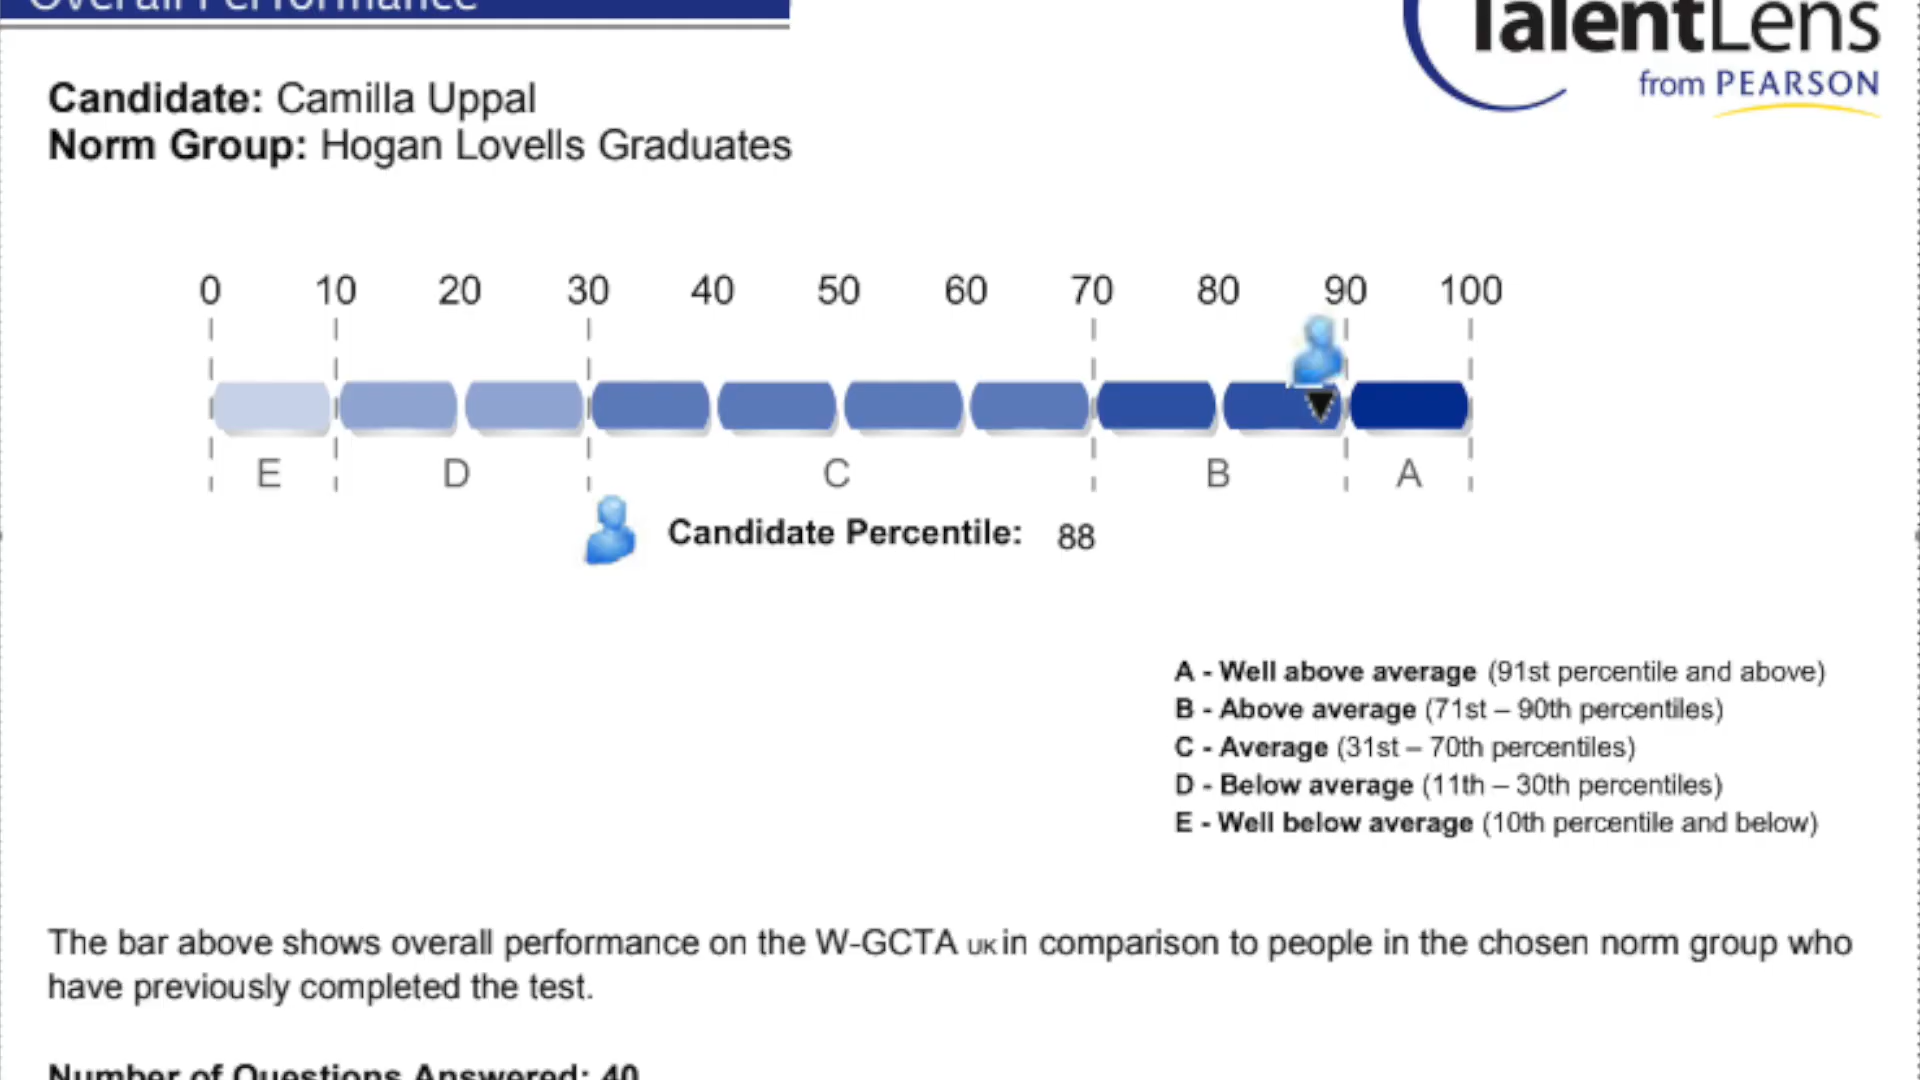 Overall Performance
TalentLens
from PEARSON
Candidate: Camilla Uppal
Norm Group: Hogan Lovells Graduates
0 10 20 30 40 50 60 70 80 90 100
E D C B A
Candidate Percentile: 88
A - Well above average (91st percentile and above)
B - Above average (71st – 90th percentiles)
C - Average (31st – 70th percentiles)
D - Below average (11th – 30th percentiles)
E - Well below average (10th percentile and below)
The bar above shows overall performance on the W-GCTA UK in comparison to people in the chosen norm group who
have previously completed the test.
Number of Questions Answered: 40